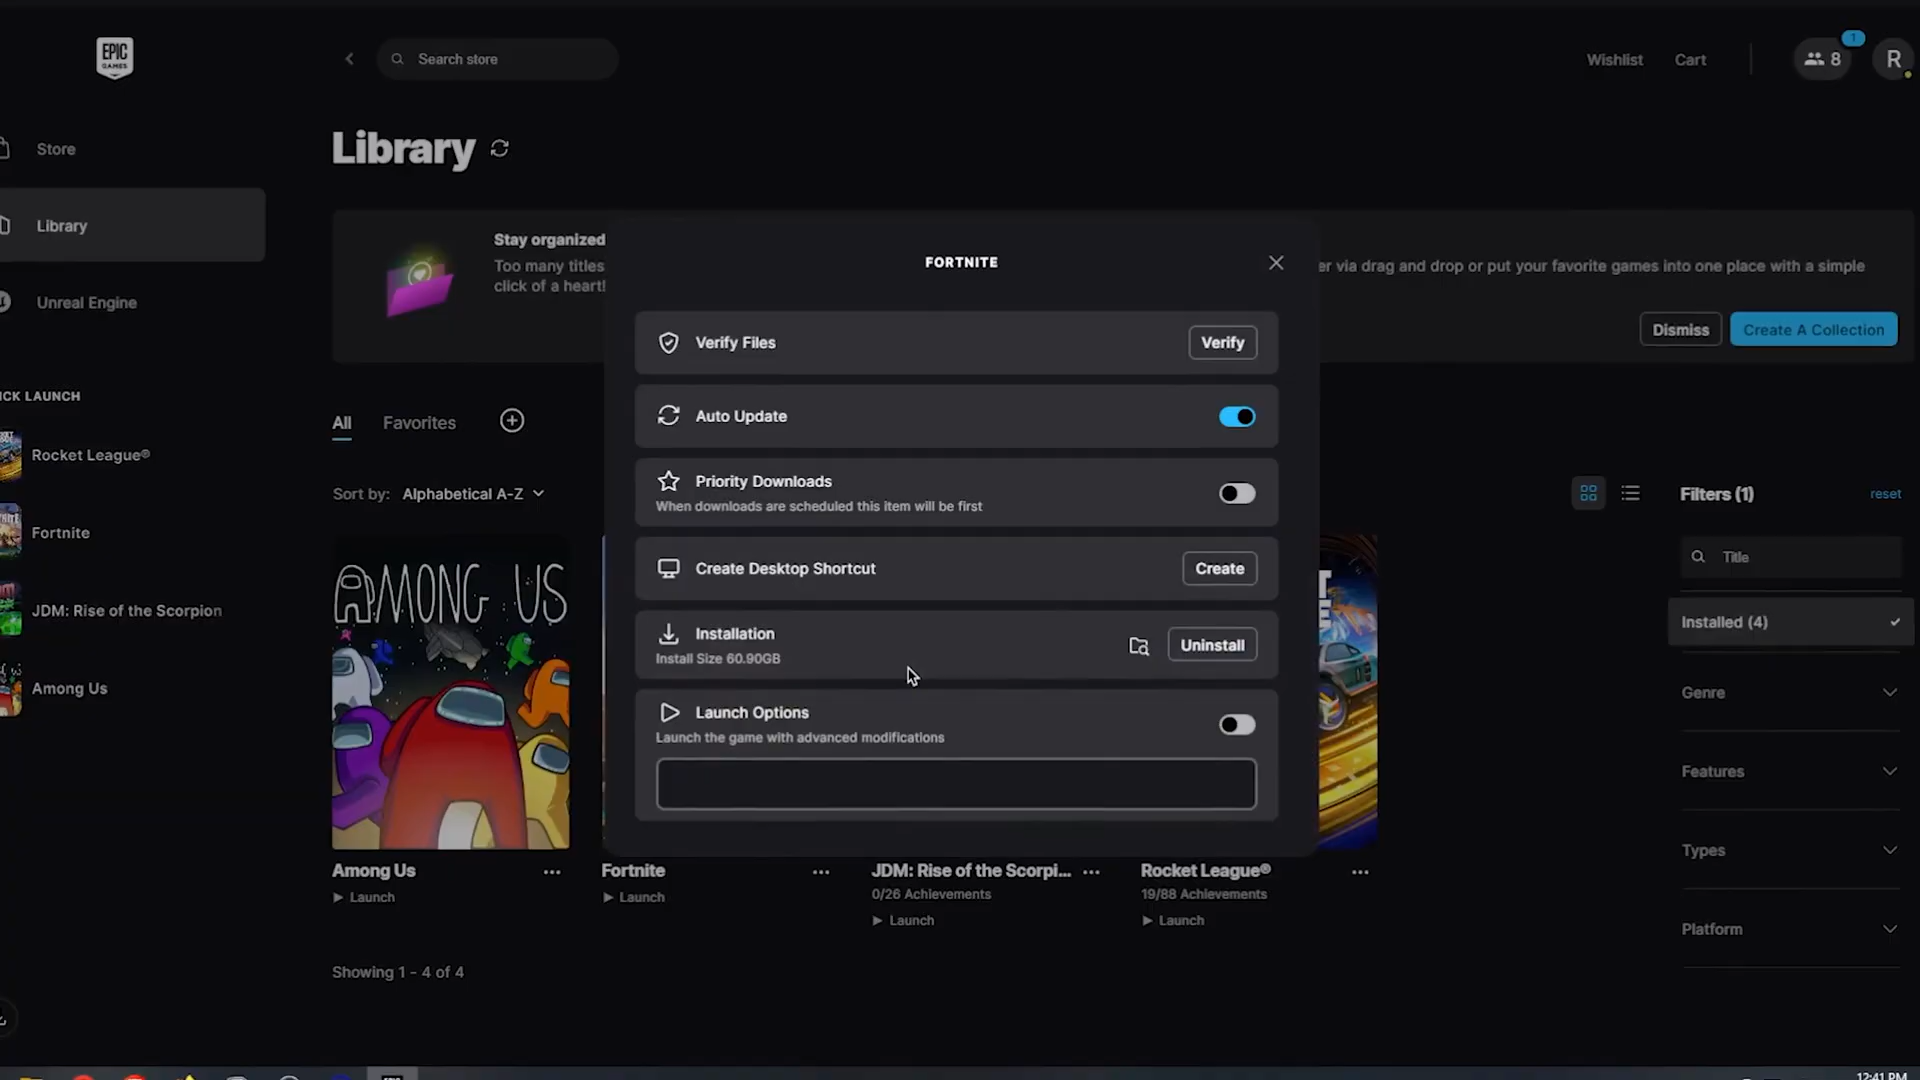 EPIC
GAMES
Search store
Wishlist
Cart
8
1
R
Store
Library
Unreal Engine
CK LAUNCH
Rocket League®
Fortnite
JDM: Rise of the Scorpion
Among Us
Library
Stay organized
Too many titles
er via drag and drop or put your favorite games into one place with a simple
click of a heart!
Dismiss
Create A Collection
All
Favorites
Sort by: Alphabetical A-Z
FORTNITE
Verify Files
Verify
Auto Update
Priority Downloads
When downloads are scheduled this item will be first
Create Desktop Shortcut
Create
Installation
Install Size 60.90GB
Uninstall
Launch Options
Launch the game with advanced modifications
AMONG US
Among Us
Launch
Fortnite
Launch
JDM: Rise of the Scorpi...
0/26 Achievements
Launch
Rocket League®
19/88 Achievements
Launch
Showing 1 - 4 of 4
Filters (1)
reset
Title
Installed (4)
Genre
Features
Types
Platform
12:41 PM